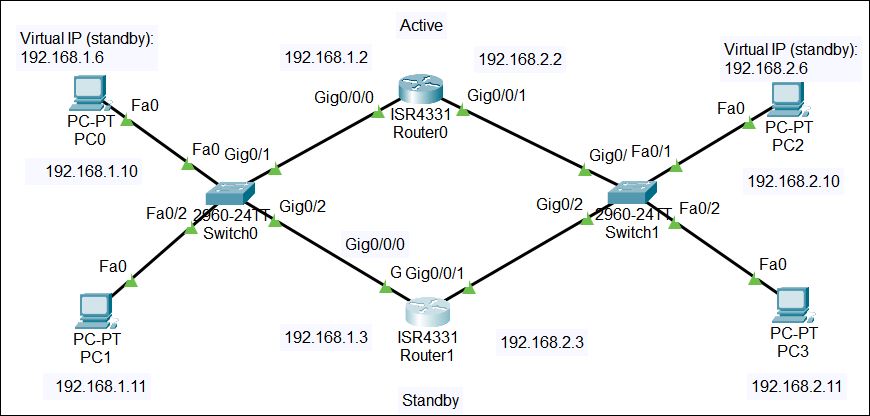 Active
Virtual IP (standby):
192.168.1.6
192.168.1.2
192.168.2.2
Virtual IP (standby):
192.168.2.6
Fa0
PC-PT
PC0
Gig0/0/0
ISR4331
Router0
Gig0/0/1
Fa0
PC-PT
PC2
192.168.1.10
Fa0
Gig0/1
Gig0/
Fa0/1
192.168.2.10
Fa0/2
2960-24TT
Switch0
Gig0/2
Gig0/2
2960-24TT
Switch1
Fa0/2
Fa0
PC-PT
PC1
192.168.1.11
Gig0/0/0
G
Gig0/0/1
ISR4331
Router1
192.168.1.3
192.168.2.3
Fa0
PC-PT
PC3
192.168.2.11
Standby